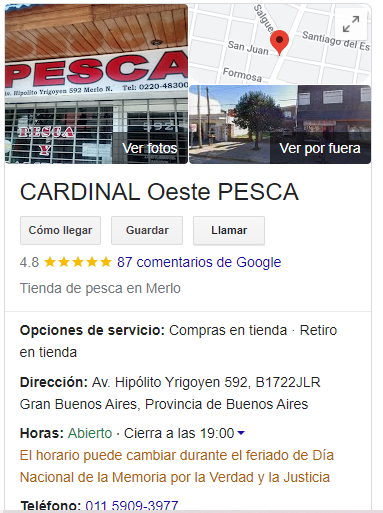 PESCA
Av. Hipolito Yrigoyen 592 Merlo N. Tel: 0220-48300
PESCA
Y
592
Ver fotos
Salgue
San Juan
Santiago del Es
Formosa
Ver por fuera
CARDINAL Oeste PESCA
Cómo llegar
Guardar
Llamar
4.8 87 comentarios de Google
Tienda de pesca en Merlo
Opciones de servicio: Compras en tienda · Retiro
en tienda
Dirección: Av. Hipólito Yrigoyen 592, B1722JLR
Gran Buenos Aires, Provincia de Buenos Aires
Horas: Abierto · Cierra a las 19:00
El horario puede cambiar durante el feriado de Día
Nacional de la Memoria por la Verdad y la Justicia
Teléfono: 011 5909-3977